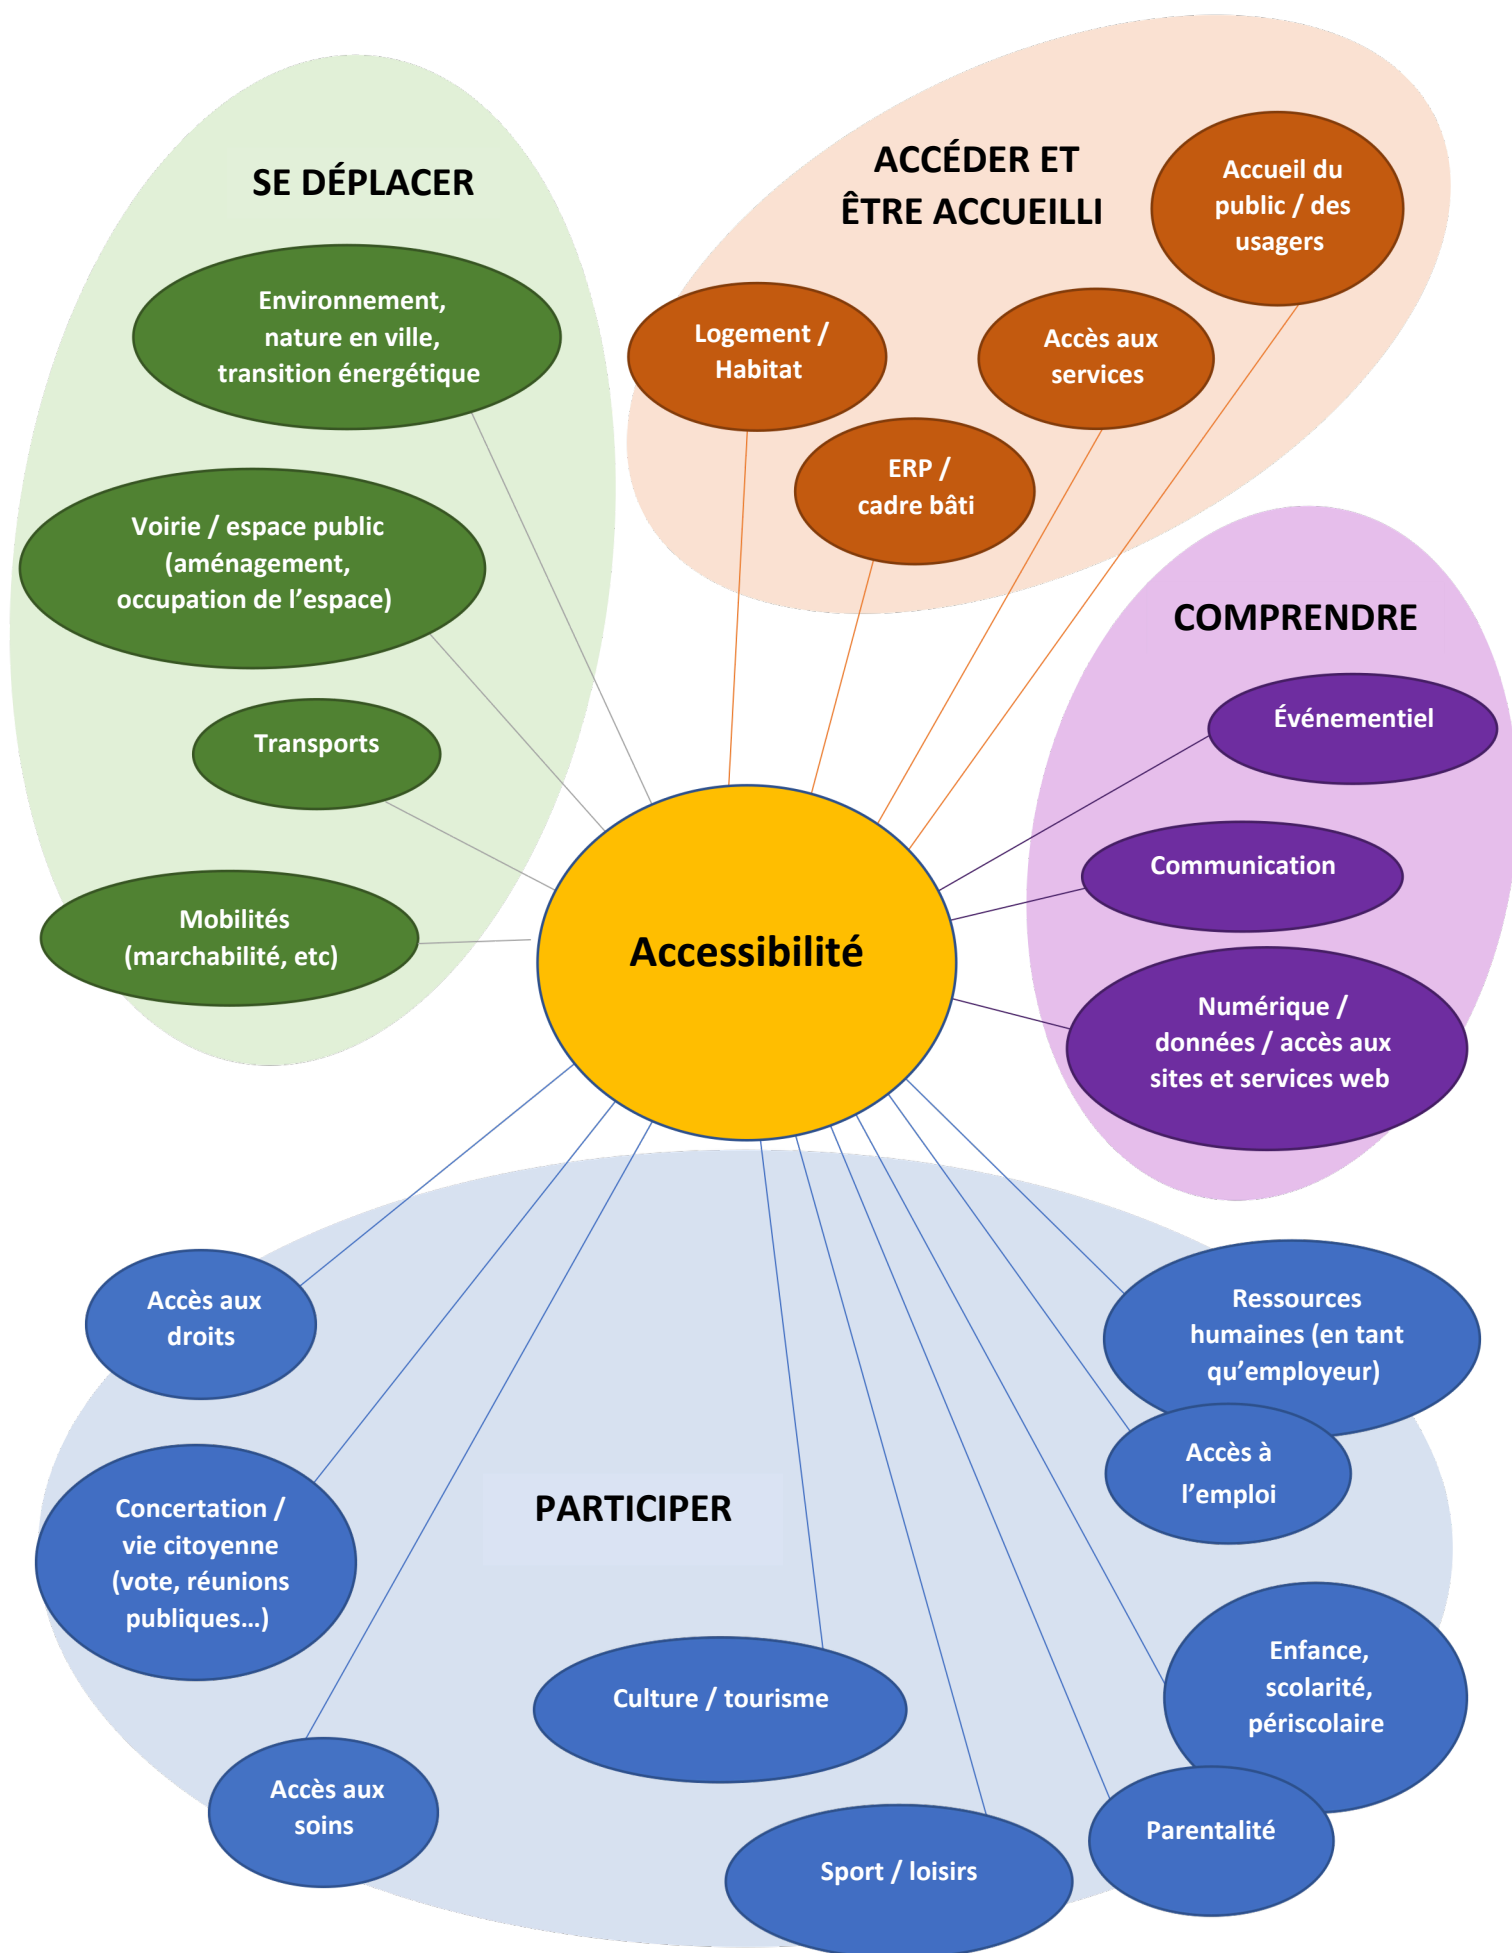 SE DÉPLACER
Environnement,
nature en ville,
transition énergétique
Voirie / espace public
(aménagement,
occupation de l’espace)
Transports
Mobilités
(marchabilité, etc)
ACCÉDER ET
ÊTRE ACCUEILLI
Accueil du
public / des
usagers
Logement /
Habitat
Accès aux
services
ERP /
cadre bâti
COMPRENDRE
Événementiel
Communication
Numérique /
données / accès aux
sites et services web
Accessibilité
PARTICIPER
Accès aux
droits
Concertation /
vie citoyenne
(vote, réunions
publiques…)
Accès aux
soins
Culture / tourisme
Sport / loisirs
Ressources
humaines (en tant
qu’employeur)
Accès à
l’emploi
Enfance,
scolarité,
périscolaire
Parentalité